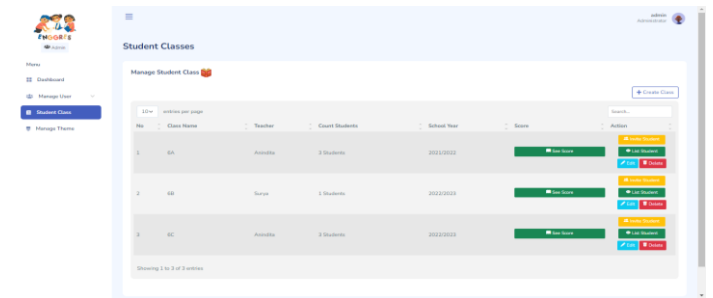 ENGGREE
Admin
Menu
Dashboard
Manage User
Student Class
Manage Theme
admin
Administrator
Student Classes
Manage Student Class
+ Create Class
10 entries per page
Search...
No Class Name Teacher Count Students School Year Score Action
1 6A Anindita 3 Students 2021/2022 See Score Invite Student List Student Edit Delete
2 6B Surya 1 Students 2022/2023 See Score Invite Student List Student Edit Delete
3 6C Anindita 3 Students 2022/2023 See Score Invite Student List Student Edit Delete
Showing 1 to 3 of 3 entries